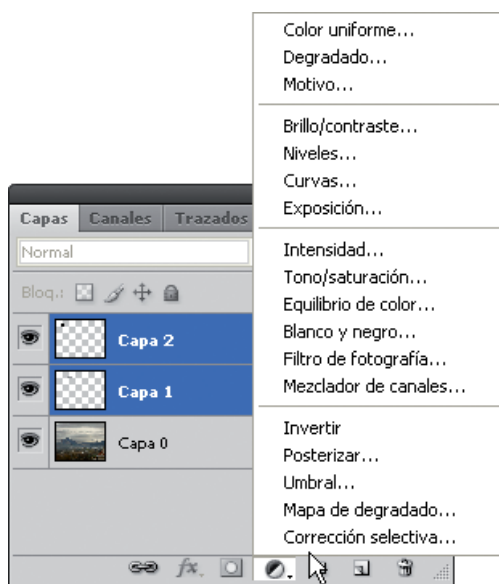 Color uniforme...
Degradado...
Motivo...
Brillo/contraste...
Niveles...
Curvas...
Exposición...
Intensidad...
Tono/saturación...
Equilibrio de color...
Blanco y negro...
Filtro de fotografía...
Mezclador de canales...
Invertir
Posterizar...
Umbral...
Mapa de degradado...
Corrección selectiva...
Capas Canales Trazados
Normal
Bloq.:
Capa 2
Capa 1
Capa 0
fx.